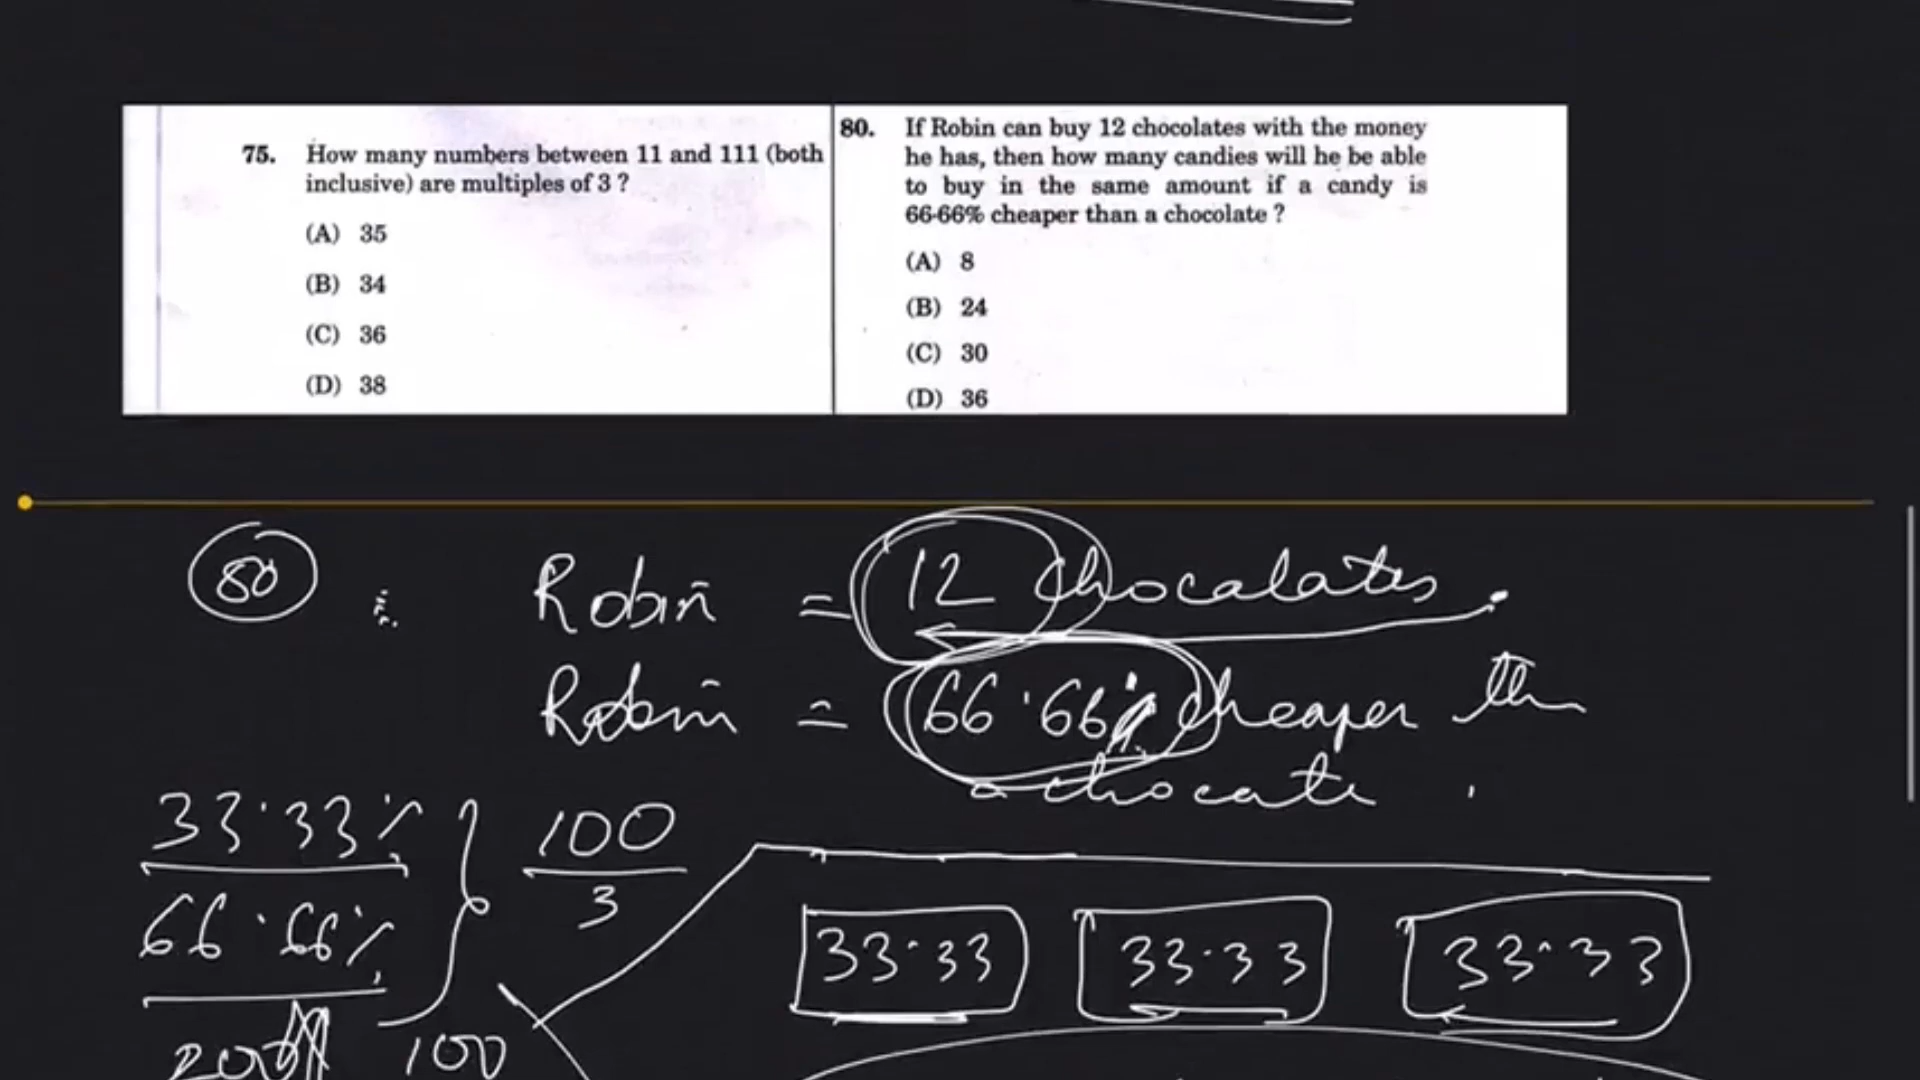 75. How many numbers between 11 and 111 (both
inclusive) are multiples of 3 ?
(A) 35
(B) 34
(C) 36
(D) 38
80. If Robin can buy 12 chocolates with the money
he has, then how many candies will he be able
to buy in the same amount if a candy is
66·66% cheaper than a chocolate ?
(A) 8
(B) 24
(C) 30
(D) 36
80 Robin = 12 Chocalates .
Robin = 66.66% Cheaper th
a chocate .
33.33%
66.66%
100
3
33.33 33.33 33.33
200 100